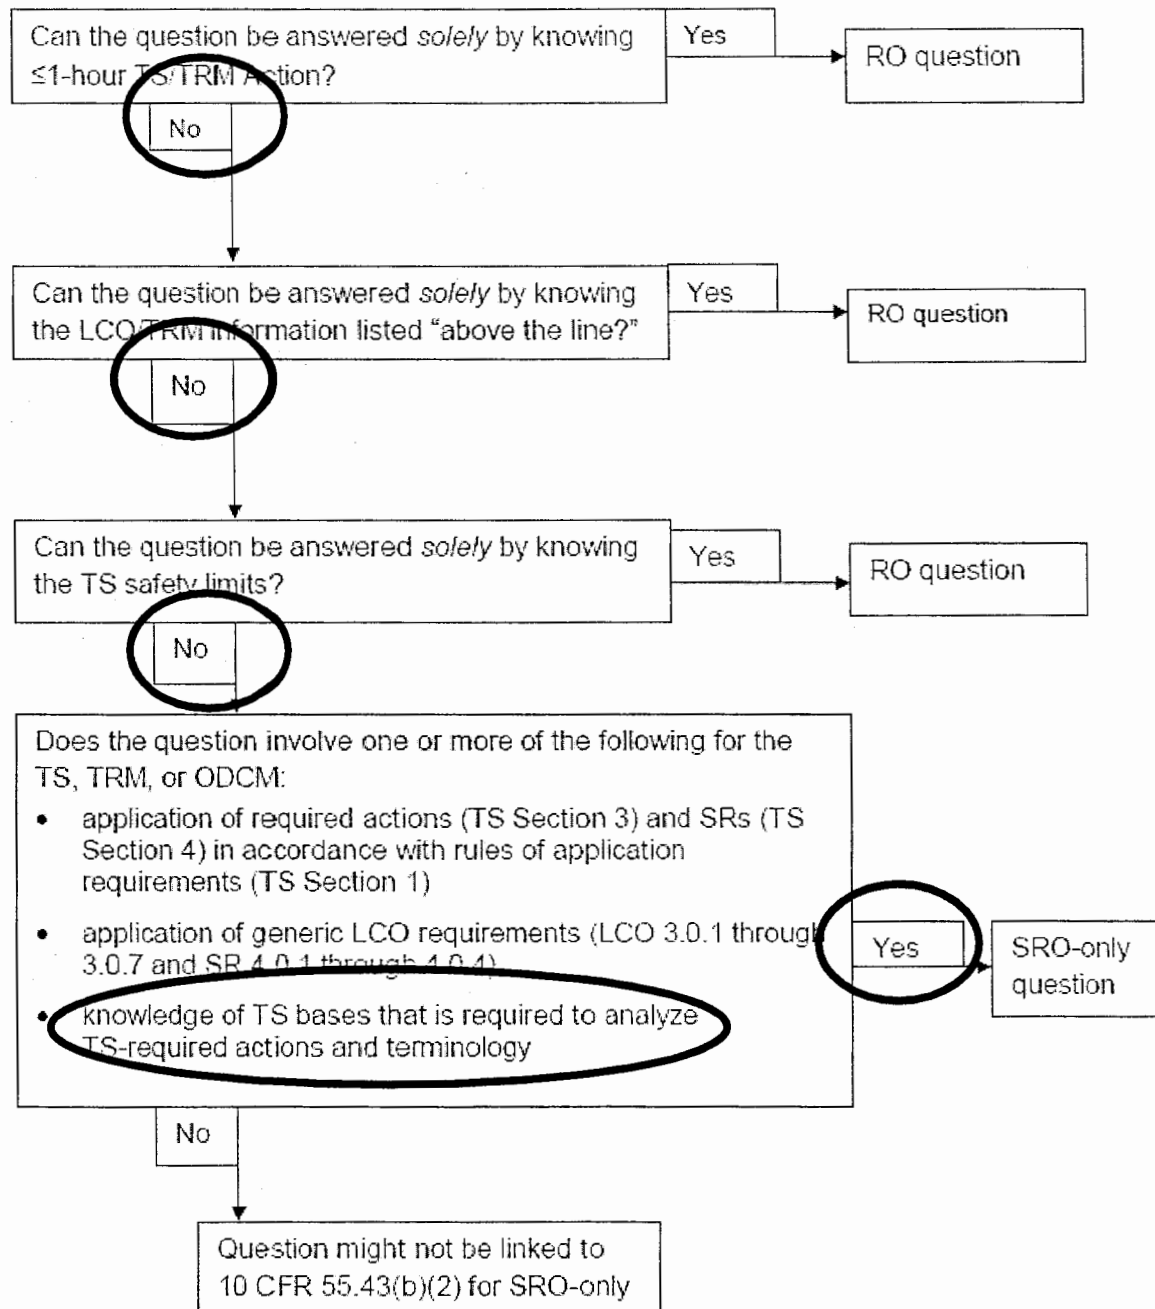 Can the question be answered solely by knowing
≤1-hour TS/TRM Action?
Yes
RO question
No
Can the question be answered solely by knowing
the LCO/TRM information listed "above the line?"
Yes
RO question
No
Can the question be answered solely by knowing
the TS safety limits?
Yes
RO question
No
Does the question involve one or more of the following for the
TS, TRM, or ODCM:
• application of required actions (TS Section 3) and SRs (TS
Section 4) in accordance with rules of application
requirements (TS Section 1)
• application of generic LCO requirements (LCO 3.0.1 through
3.0.7 and SR 4.0.1 through 4.0.4)
• knowledge of TS bases that is required to analyze
TS-required actions and terminology
Yes
SRO-only
question
No
Question might not be linked to
10 CFR 55.43(b)(2) for SRO-only